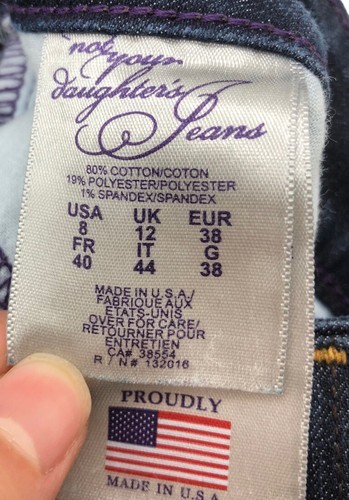 not
your
daughter's
Jeans
80% COTTON/COTON
19% POLYESTER/POLYESTER
1% SPANDEX/SPANDEX
USA UK EUR
8 12 38
FR IT G
40 44 38
MADE IN U.S.A/
FABRIQUE AUX
ETATS-UNIS
OVER FOR CARE/
RETOURNER POUR
ENTRETIEN
CA# 38554
R / N# 132016
PROUDLY
MADE IN U.S.A